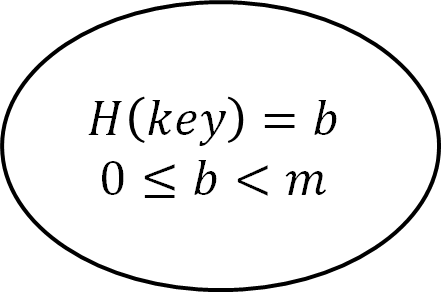 H(key) = b
0 ≤ b < m